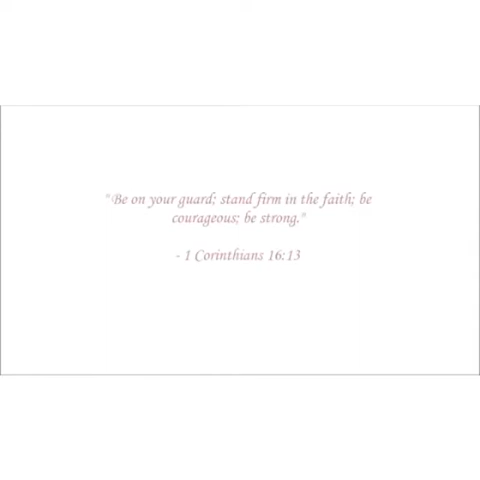 "Be on your guard; stand firm in the faith; be
courageous; be strong."
- 1 Corinthians 16:13